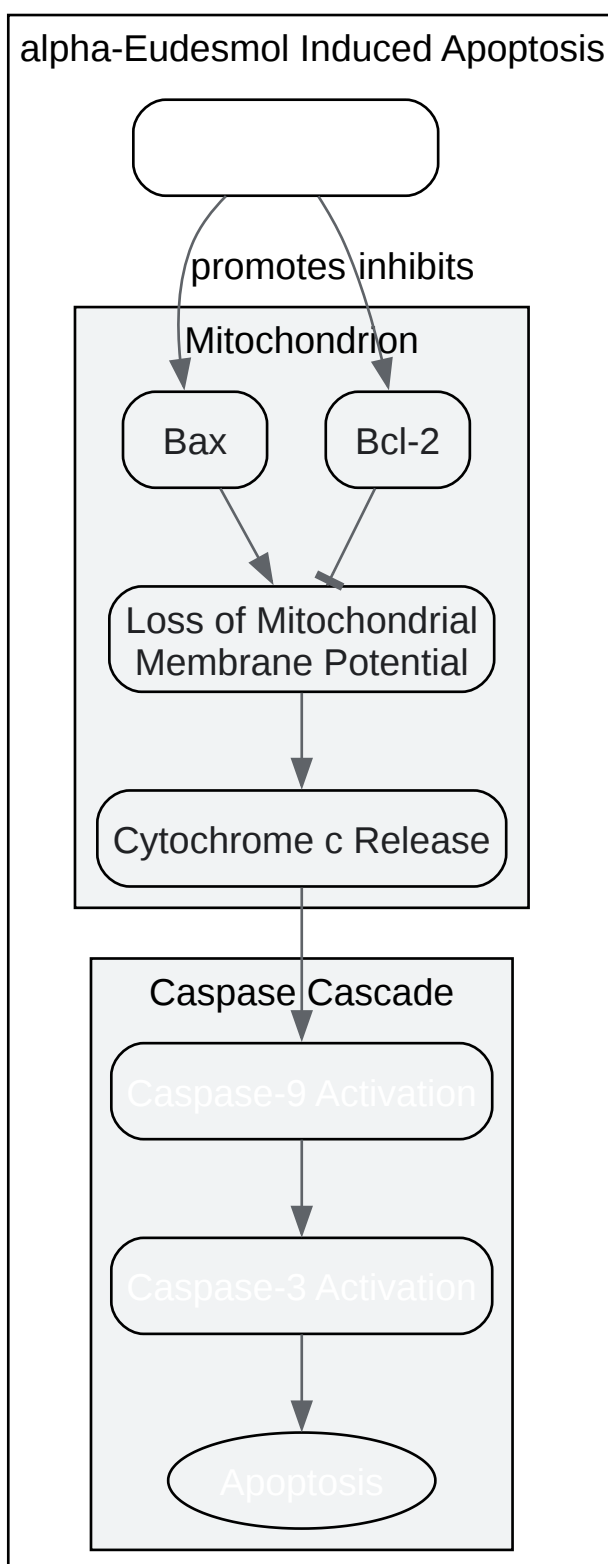 alpha-Eudesmol Induced Apoptosis
promotes inhibits
Mitochondrion
Bax
Bcl-2
Loss of Mitochondrial
Membrane Potential
Cytochrome c Release
Caspase Cascade
Caspase-9 Activation
Caspase-3 Activation
Apoptosis